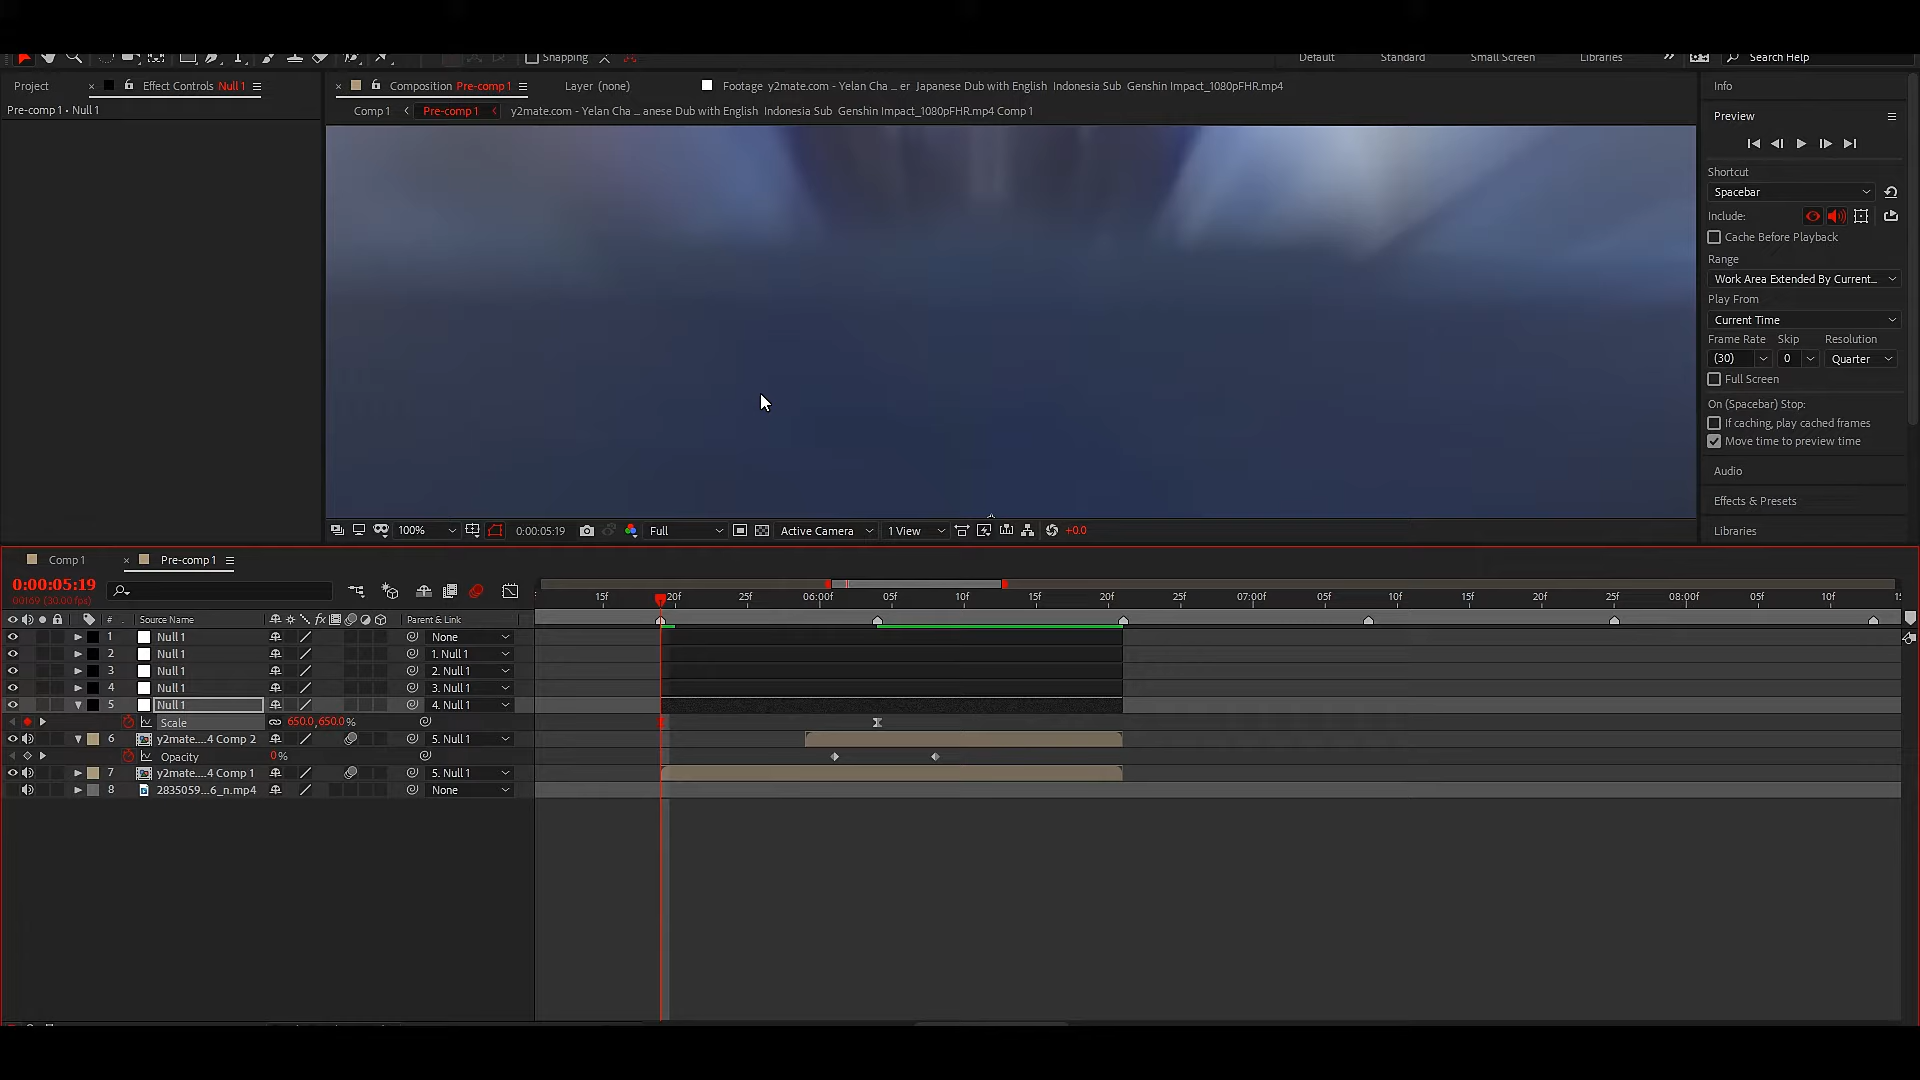 Snapping
Default Standard Small Screen Libraries » Search Help
Project × Effect Controls Null 1
Pre-comp 1 • Null 1
× Composition Pre-comp 1 Layer (none) Footage y2mate.com - Yelan Cha ... er Japanese Dub with English Indonesia Sub Genshin Impact_1080pFHR.mp4
Comp 1 Pre-comp 1 y2mate.com - Yelan Cha ... anese Dub with English Indonesia Sub Genshin Impact_1080pFHR.mp4 Comp 1
Info
Preview
Shortcut
Spacebar
Include:
Cache Before Playback
Range
Work Area Extended By Current...
Play From
Current Time
Frame Rate Skip Resolution
(30) 0 Quarter
Full Screen
On (Spacebar) Stop:
If caching, play cached frames
Move time to preview time
Audio
Effects & Presets
Libraries
100% 0:00:05:19 Full Active Camera 1 View +0.0
Comp 1 × Pre-comp 1
0:00:05:19
00169 (30.00 fps)
15f 20f 25f 06:00f 05f 10f 15f 20f 25f 07:00f 05f 10f 15f 20f 25f 08:00f 05f 10f
# Source Name fx Parent & Link
1 Null 1 None
2 Null 1 1. Null 1
3 Null 1 2. Null 1
4 Null 1 3. Null 1
5 Null 1 4. Null 1
Scale 650.0,650.0%
6 y2mate....4 Comp 2 5. Null 1
Opacity 0%
7 y2mate....4 Comp 1 5. Null 1
8 2835059...6_n.mp4 None